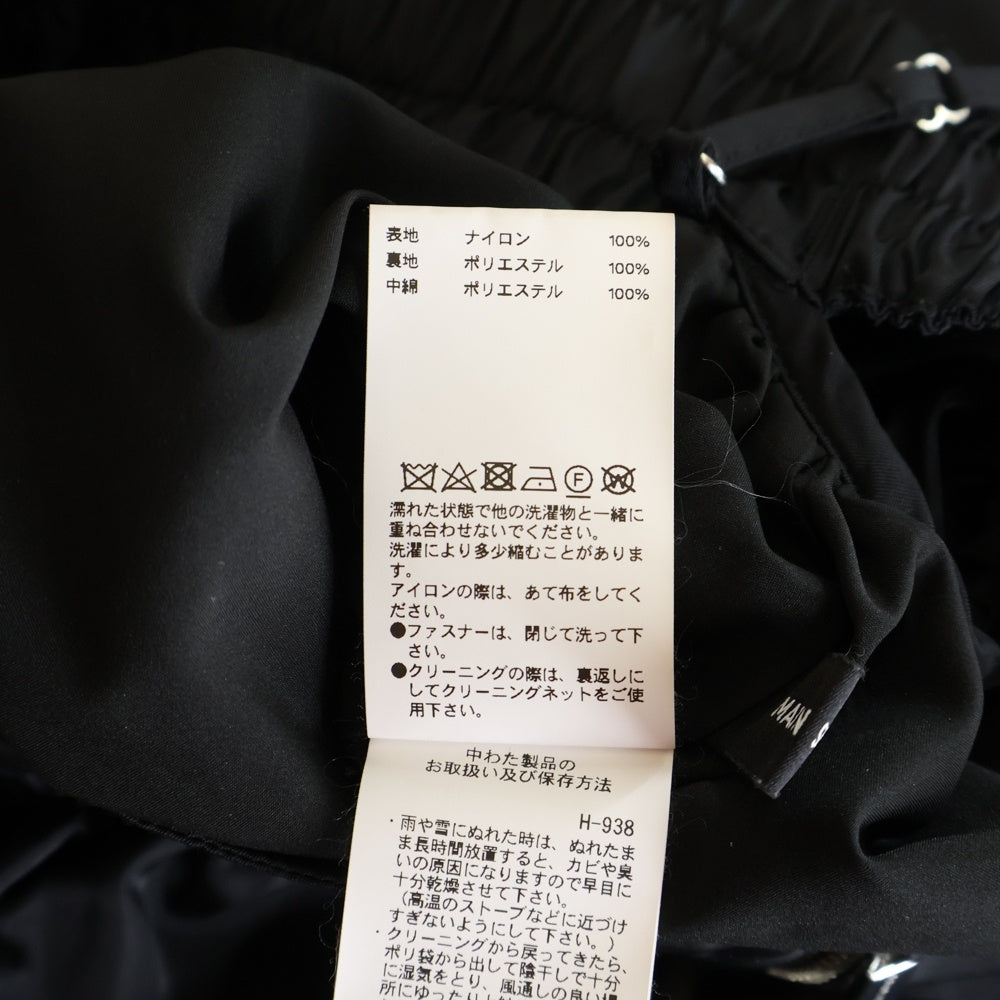 表地 ナイロン 100%
裏地 ポリエステル 100%
中綿 ポリエステル 100%
F W
濡れた状態で他の洗濯物と一緒に
重ね合わせないでください。
洗濯により多少縮むことがありま
す。
アイロンの際は、あて布をしてく
ださい。
●ファスナーは、閉じて洗って下
さい。
●クリーニングの際は、裏返しに
してクリーニングネットをご使
用下さい。
MAN S
中わた製品の
お取扱い及び保存方法
H-938
・雨や雪にぬれた時は、ぬれたま
ま長時間放置すると、カビや臭
いの原因になりますので早目に
十分乾燥させて下さい。
(高温のストーブなどに近づけ
すぎないようにして下さい。)
・クリーニングから戻ってきたら、
ポリ袋から出して陰干しで十分
に湿気をとり、風通しの良い場
所にゆったり